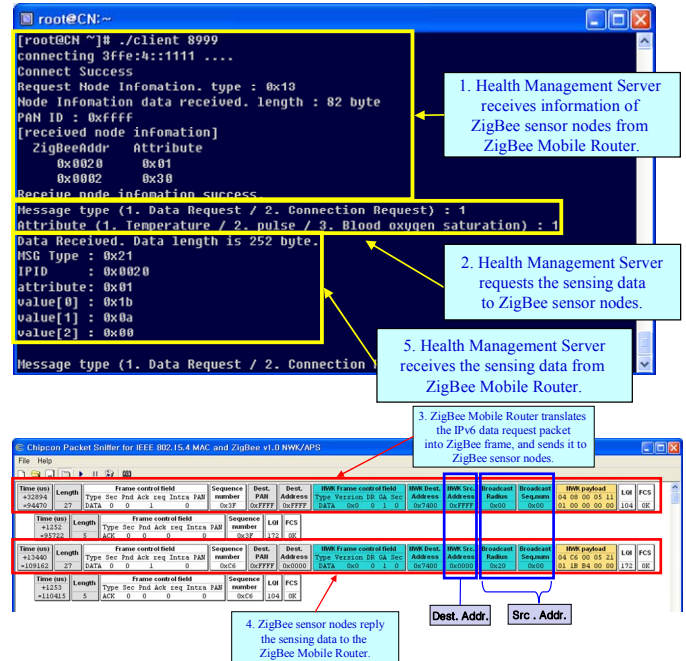 root@CN:~
[root@CN ~]# ./client 8999
connecting 3ffe:4::1111 ....
Connect Success
Request Node Infomation. type : 0x13
Node Infomation data received. length : 82 byte
PAN ID : 0xffff
[received node infomation]
ZigBeeAddr Attribute
0x0020 0x01
0x0002 0x30
Receive node infomation success.
Message type (1. Data Request / 2. Connection Request) : 1
Attribute (1. Temperature / 2. pulse / 3. Blood oxygen saturation) : 1
Data Received. Data length is 252 byte.
MSG Type : 0x21
IPID : 0x0020
attribute: 0x01
value[0] : 0x1b
value[1] : 0x0a
value[2] : 0x00
Message type (1. Data Request / 2. Connection
1. Health Management Server
receives information of
ZigBee sensor nodes from
ZigBee Mobile Router.
2. Health Management Server
requests the sensing data
to ZigBee sensor nodes.
5. Health Management Server
receives the sensing data from
ZigBee Mobile Router.
3. ZigBee Mobile Router translates
the IPv6 data request packet
into ZigBee frame, and sends it to
ZigBee sensor nodes.
Chipcon Packet Sniffer for IEEE 802.15.4 MAC and ZigBee v1.0 NWK/APS
File Help
Time (us) Length Frame control field Sequence Dest. Dest. NWK Frame control field NWK Dest. NWK Src. Broadcast Broadcast NWK payload LQI FCS
+32894 Type Sec Pnd Ack req Intra PAN number PAN Address Type Version DR GA Sec Address Address Radius Seq.num 04 08 00 05 11
=94470 27 DATA 0 0 1 0 0x3F 0xFFFF 0xFFFF DATA 0x0 0 1 0 0x7400 0xFFFF 0x00 0x00 01 00 00 00 00 104 OK
Time (us) Length Frame control field Sequence LQI FCS
+1252 Type Sec Pnd Ack req Intra PAN number
=95722 5 ACK 0 0 0 0 0x3F 172 OK
Time (us) Length Frame control field Sequence Dest. Dest. NWK Frame control field NWK Dest. NWK Src. Broadcast Broadcast NWK payload LQI FCS
+13440 Type Sec Pnd Ack req Intra PAN number PAN Address Type Version DR GA Sec Address Address Radius Seq.num 04 C6 00 05 21
=109162 27 DATA 0 0 1 0 0xC6 0xFFFF 0x0000 DATA 0x0 0 1 0 0x7400 0x0000 0x20 0x00 01 1B B4 00 00 172 OK
Time (us) Length Frame control field Sequence LQI FCS
+1253 Type Sec Pnd Ack req Intra PAN number
=110415 5 ACK 0 0 0 0 0xC6 104 OK
Dest. Addr. Src . Addr.
4. ZigBee sensor nodes reply
the sensing data to the
ZigBee Mobile Router.